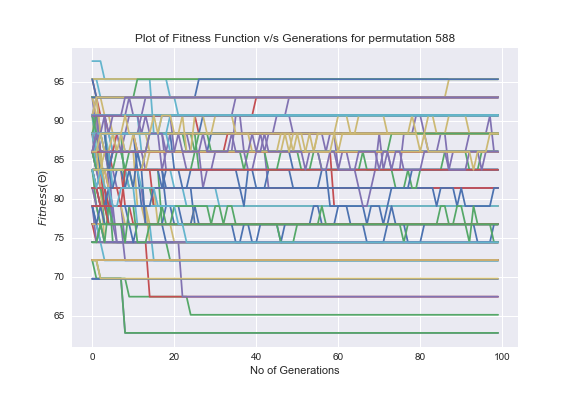 Plot of Fitness Function v/s Generations for permutation 588
Fitness(Θ)
95
90
85
80
75
70
65
0 20 40 60 80 100
No of Generations